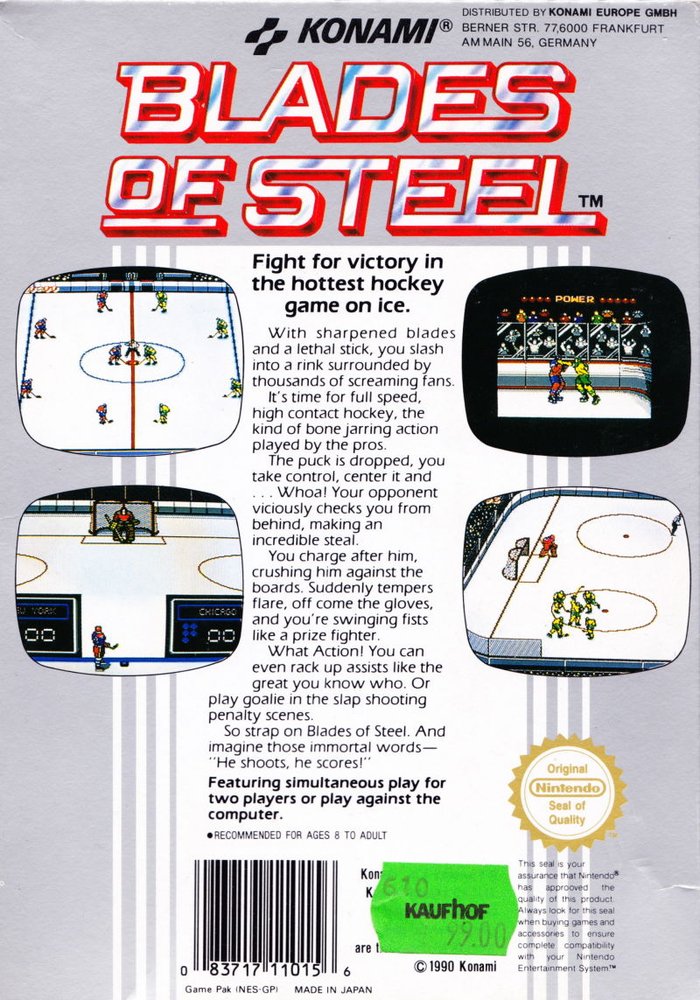 KONAMI®
DISTRIBUTED BY KONAMI EUROPE GMBH
BERNER STR. 77,6000 FRANKFURT
AM MAIN 56, GERMANY
BLADES
OF STEEL™
Fight for victory in
the hottest hockey
game on ice.
With sharpened blades
and a lethal stick, you slash
into a rink surrounded by
thousands of screaming fans.
It's time for full speed,
high contact hockey, the
kind of bone jarring action
played by the pros.
The puck is dropped, you
take control, center it and
. . . Whoa! Your opponent
viciously checks you from
behind, making an
incredible steal.
You charge after him,
crushing him against the
boards. Suddenly tempers
flare, off come the gloves,
and you're swinging fists
like a prize fighter.
What Action! You can
even rack up assists like the
great you know who. Or
play goalie in the slap shooting
penalty scenes.
So strap on Blades of Steel. And
imagine those immortal words—
"He shoots, he scores!"
Featuring simultaneous play for
two players or play against the
computer.
●RECOMMENDED FOR AGES 8 TO ADULT
POWER
YORK
00
CHICAGO
00
Original
Nintendo
Seal of
Quality
This seal is your
assurance that Nintendo®
has approved the
quality of this product.
Always look for this seal
when buying games and
accessories to ensure
complete compatibility
with your Nintendo
Entertainment System™
Kon
K
are t
610
KAUFHOF
99.00
© 1990 Konami
0 83717 11015 6
Game Pak (NES-GP) MADE IN JAPAN